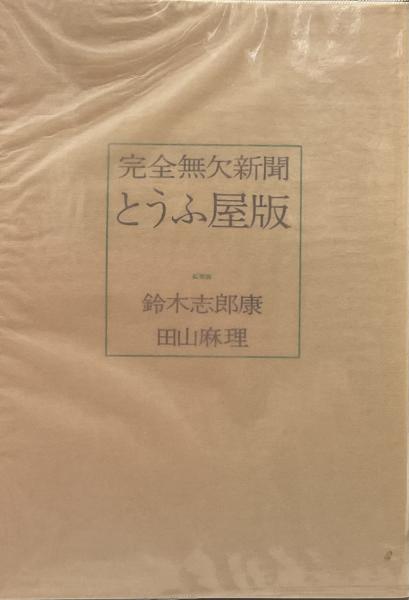 完全無欠新聞
とうふ屋版
鈴木志郎康
田山麻理